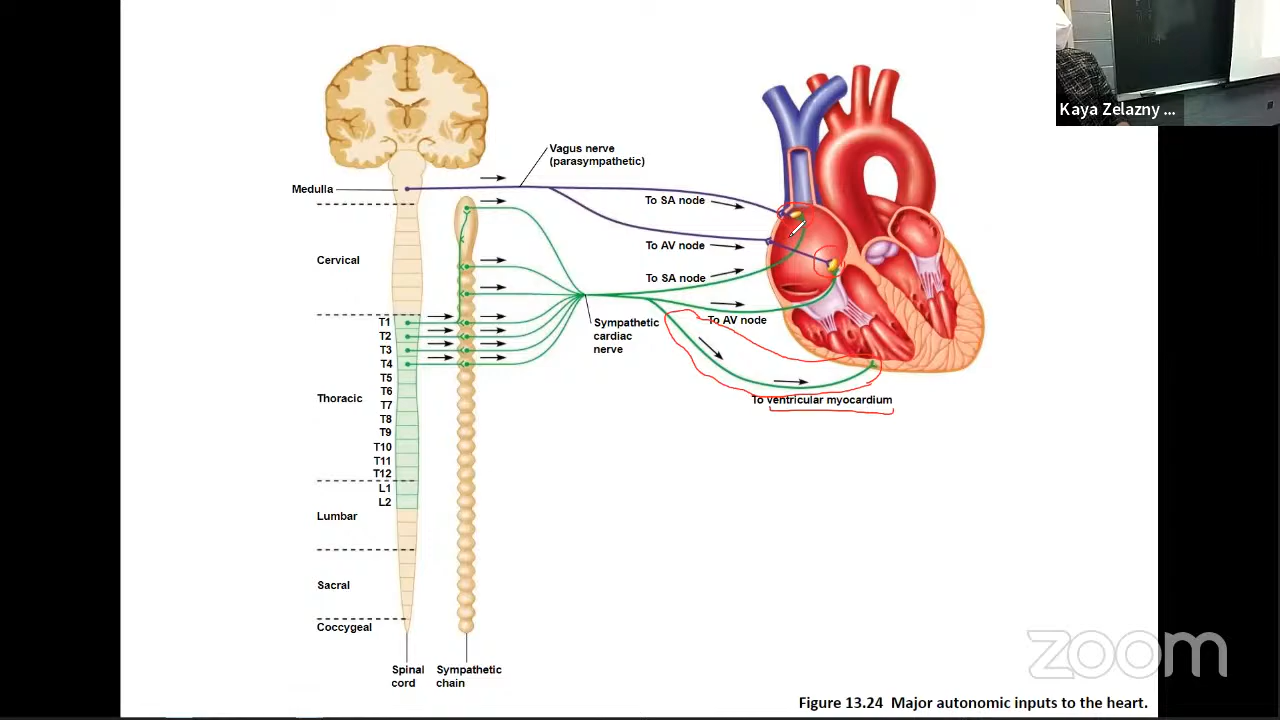 Kaya Zelazny ...
Vagus nerve
(parasympathetic)
Medulla
To SA node
To AV node
Cervical
To SA node
T1
To AV node
Sympathetic
cardiac
nerve
T2
T3
T4
T5
T6
Thoracic
To ventricular myocardium
T7
T8
T9
T10
T11
T12
L1
L2
Lumbar
Sacral
Coccygeal
Spinal
cord
Sympathetic
chain
zoom
Figure 13.24 Major autonomic inputs to the heart.